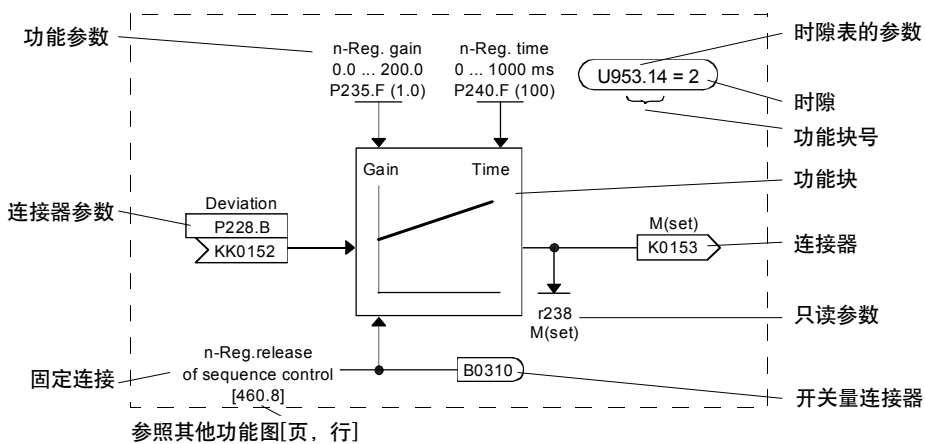 功能参数
n-Reg. gain
0.0 ... 200.0
P235.F (1.0)
n-Reg. time
0 ... 1000 ms
P240.F (100)
时隙表的参数
U953.14 = 2
时隙
功能块号
Gain
Time
功能块
连接器参数
Deviation
P228.B
KK0152
M(set)
K0153
连接器
r238
M(set)
只读参数
固定连接
n-Reg.release
of sequence control
[460.8]
B0310
开关量连接器
参照其他功能图[页，行]